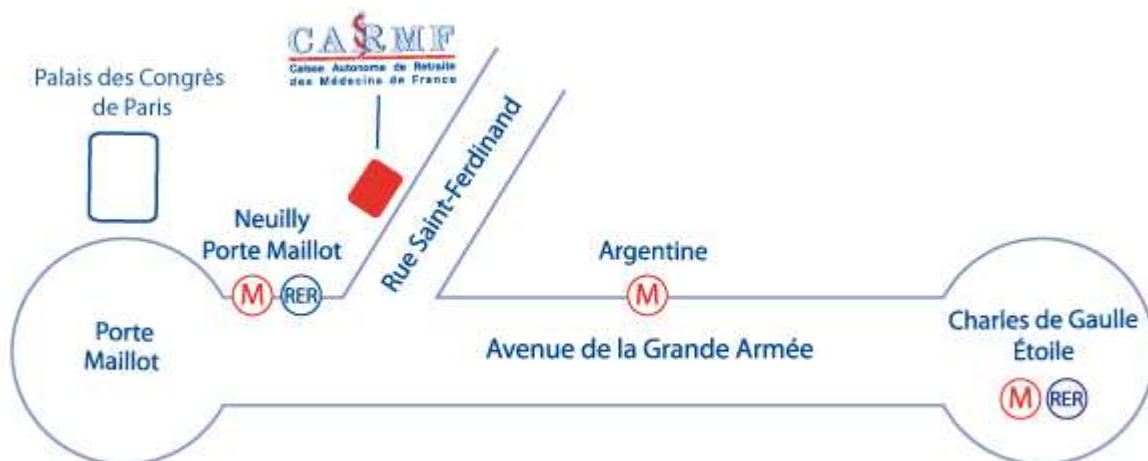 CARMF
Caisse Autonome de Retraite
des Médecins de France
Palais des Congrès
de Paris
Rue Saint-Ferdinand
Neuilly
Porte Maillot
M RER
Argentine
M
Porte
Maillot
Avenue de la Grande Armée
Charles de Gaulle
Étoile
M RER